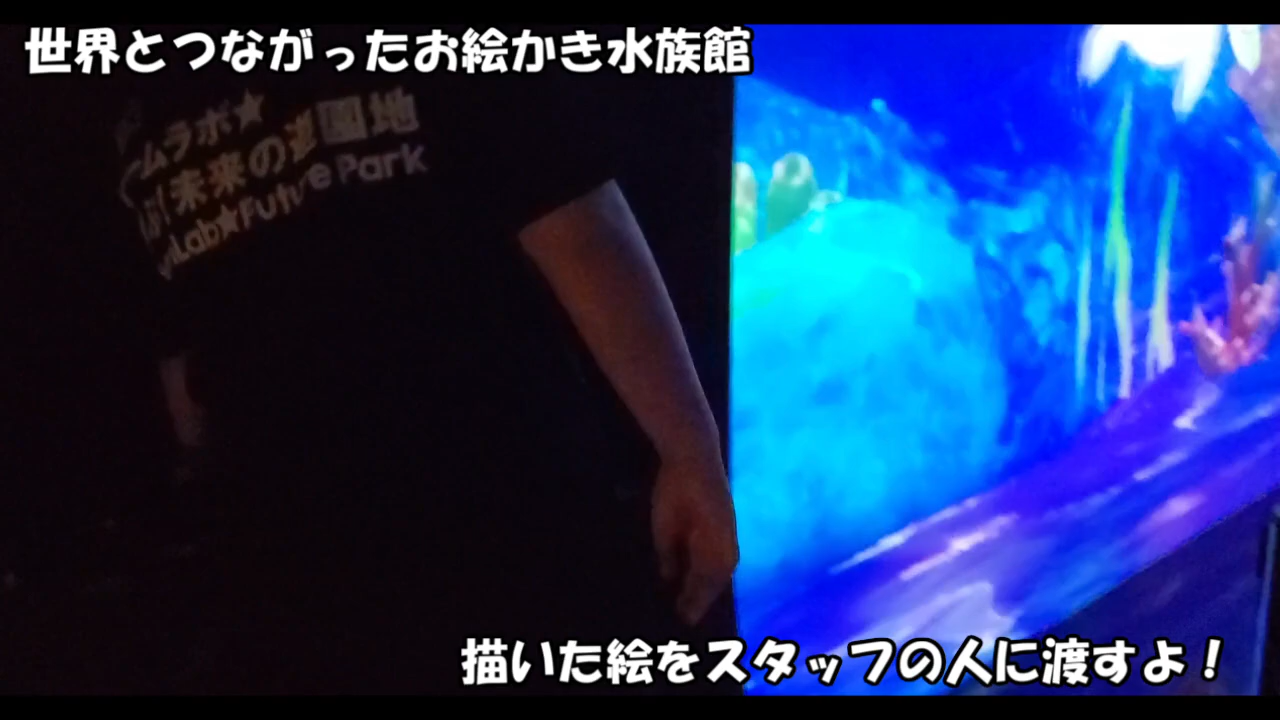 世界とつながったお絵かき水族館
ムラボ★
未来の遊園地
Lab★Future Park
描いた絵をスタッフの人に渡すよ！